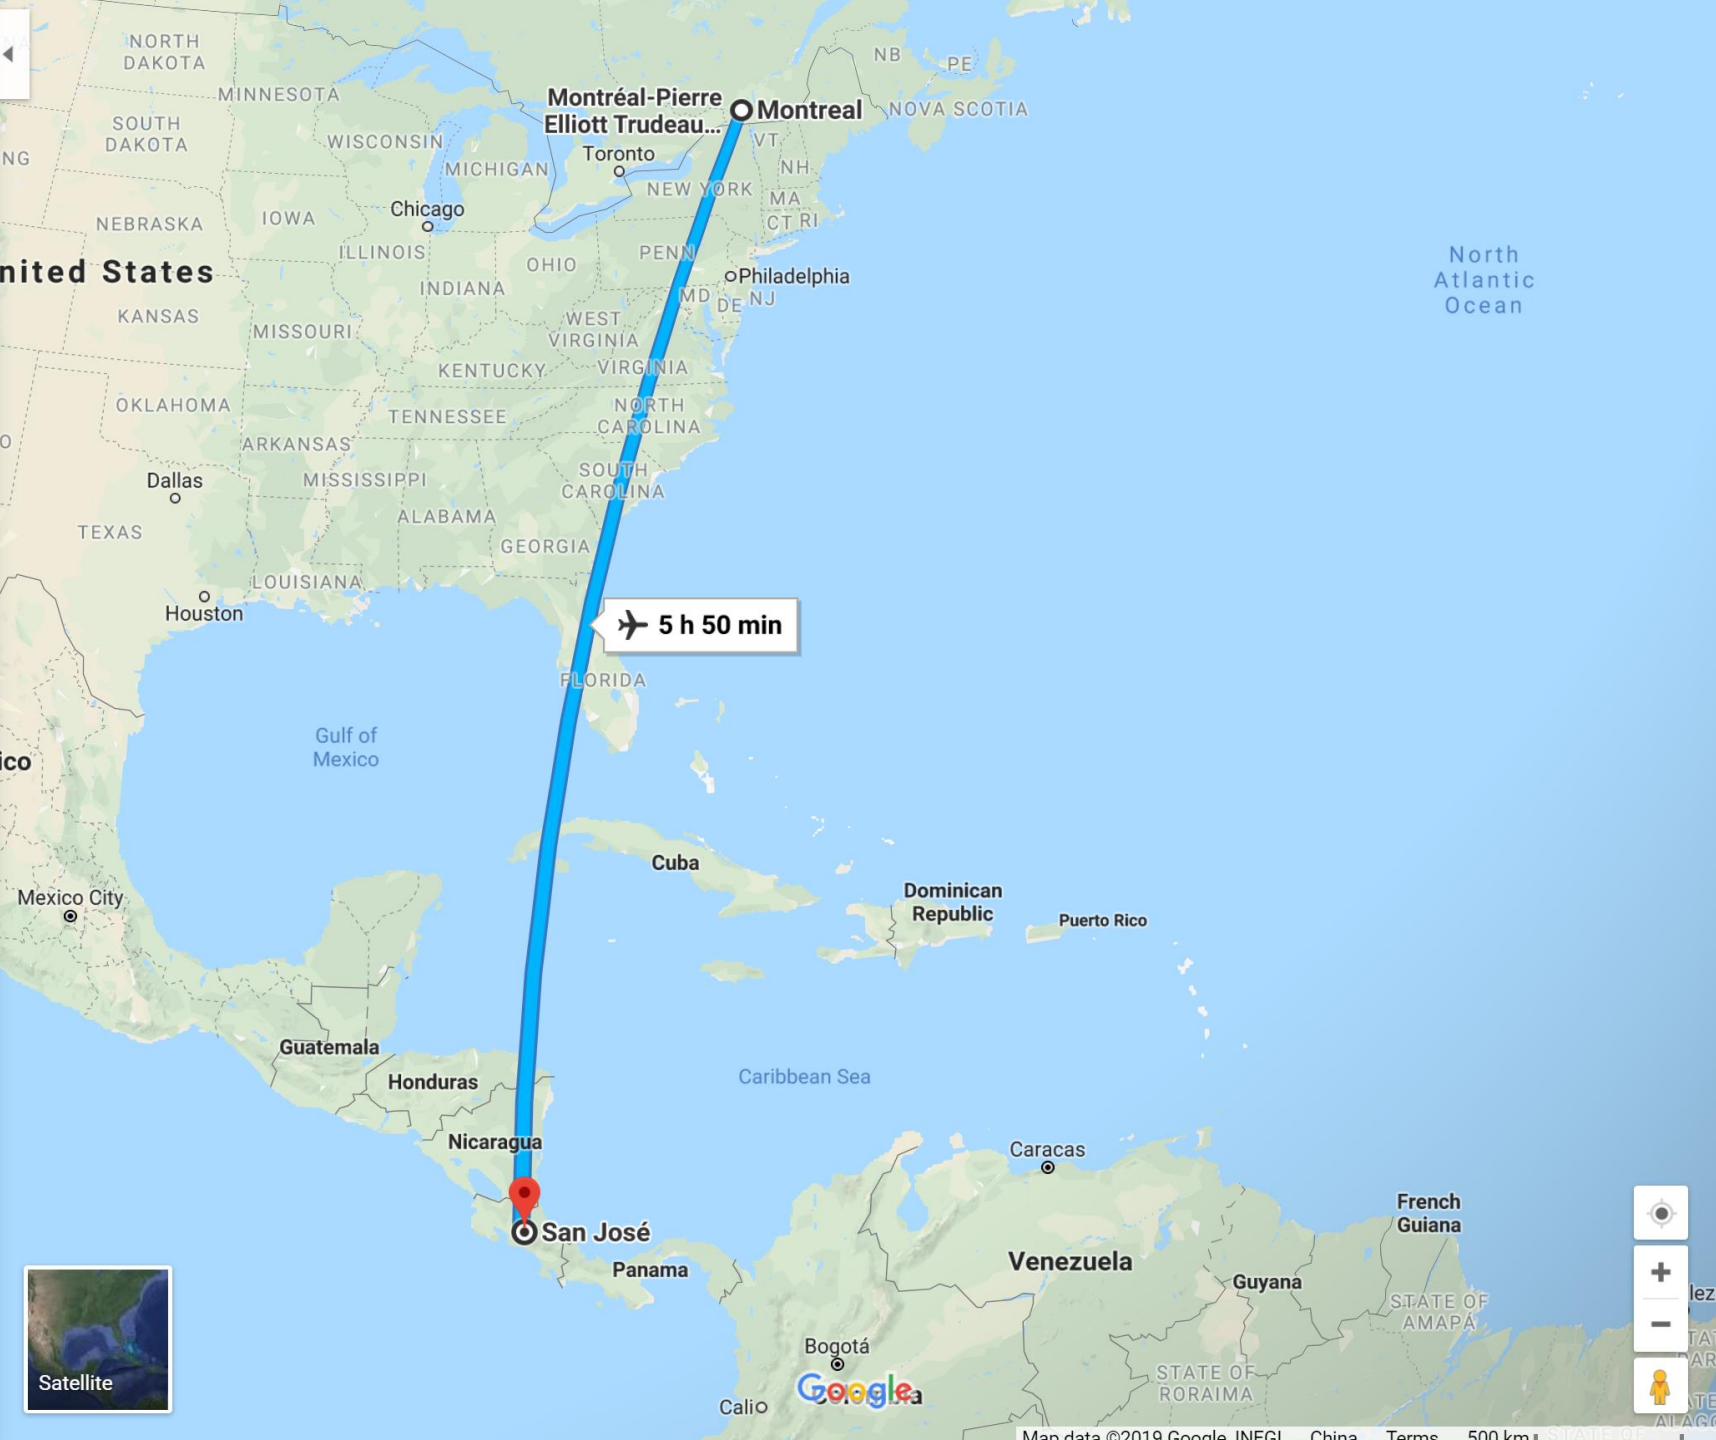 NORTH
DAKOTA
MINNESOTA
SOUTH
DAKOTA
WISCONSIN
MICHIGAN
NG
NEBRASKA
IOWA
Chicago
ILLINOIS
INDIANA
OHIO
nited States
KANSAS
MISSOURI
WEST
VIRGINIA
KENTUCKY
VIRGINIA
OKLAHOMA
TENNESSEE
NORTH
CAROLINA
ARKANSAS
MISSISSIPPI
SOUTH
CAROLINA
Dallas
TEXAS
ALABAMA
GEORGIA
LOUISIANA
Houston
FLORIDA
Montréal-Pierre
Elliott Trudeau...
Montreal
Toronto
NEW YORK
PENN
VT
NH
MA
CT RI
Philadelphia
MD
DE
NJ
NB
PE
NOVA SCOTIA
North
Atlantic
Ocean
5 h 50 min
Gulf of
Mexico
ico
Mexico City
Cuba
Dominican
Republic
Puerto Rico
Guatemala
Honduras
Nicaragua
Caribbean Sea
San José
Panama
Caracas
Venezuela
Guyana
French
Guiana
STATE OF
AMAPÁ
STATE OF
RORAIMA
Bogotá
Google
Cali
Satellite
lez
Map data ©2019 Google, INEGI China Terms 500 km
STATE OF